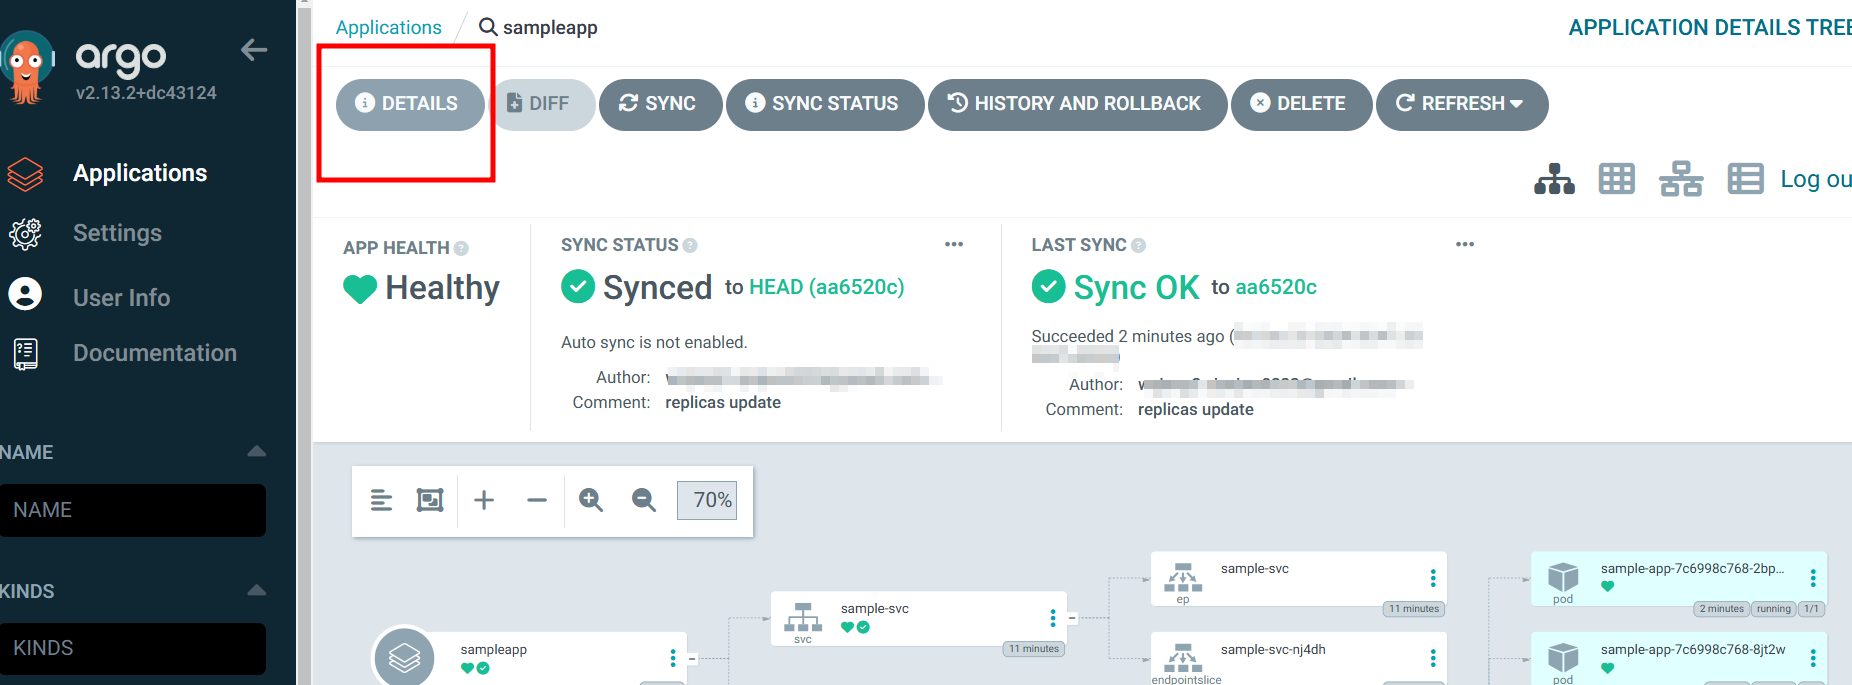 argo
v2.13.2+dc43124
Applications
Settings
User Info
Documentation
NAME
NAME
KINDS
KINDS
Applications
sampleapp
APPLICATION DETAILS TREE
DETAILS
DIFF
SYNC
SYNC STATUS
HISTORY AND ROLLBACK
DELETE
REFRESH
Log ou
APP HEALTH
Healthy
SYNC STATUS
Synced to HEAD (aa6520c)
Auto sync is not enabled.
Author:
Comment: replicas update
LAST SYNC
Sync OK to aa6520c
Succeeded 2 minutes ago (
Author:
Comment: replicas update
70%
sampleapp
sample-svc
svc
11 minutes
sample-svc
ep
11 minutes
sample-svc-nj4dh
endpointslice
sample-app-7c6998c768-2bp...
pod
2 minutes running 1/1
sample-app-7c6998c768-8jt2w
pod